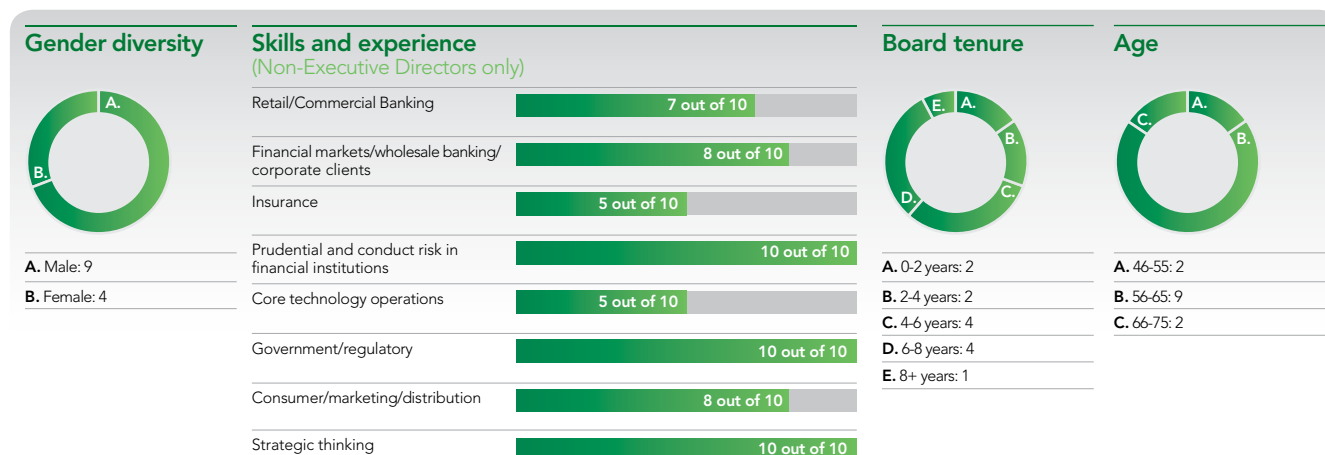 Gender diversity
A.
B.
A. Male: 9
B. Female: 4
Skills and experience
(Non-Executive Directors only)
Retail/Commercial Banking
7 out of 10
Financial markets/wholesale banking/
corporate clients
8 out of 10
Insurance
5 out of 10
Prudential and conduct risk in
financial institutions
10 out of 10
Core technology operations
5 out of 10
Government/regulatory
10 out of 10
Consumer/marketing/distribution
8 out of 10
Strategic thinking
10 out of 10
Board tenure
E.
A.
B.
C.
D.
A. 0-2 years: 2
B. 2-4 years: 2
C. 4-6 years: 4
D. 6-8 years: 4
E. 8+ years: 1
Age
A.
B.
C.
A. 46-55: 2
B. 56-65: 9
C. 66-75: 2